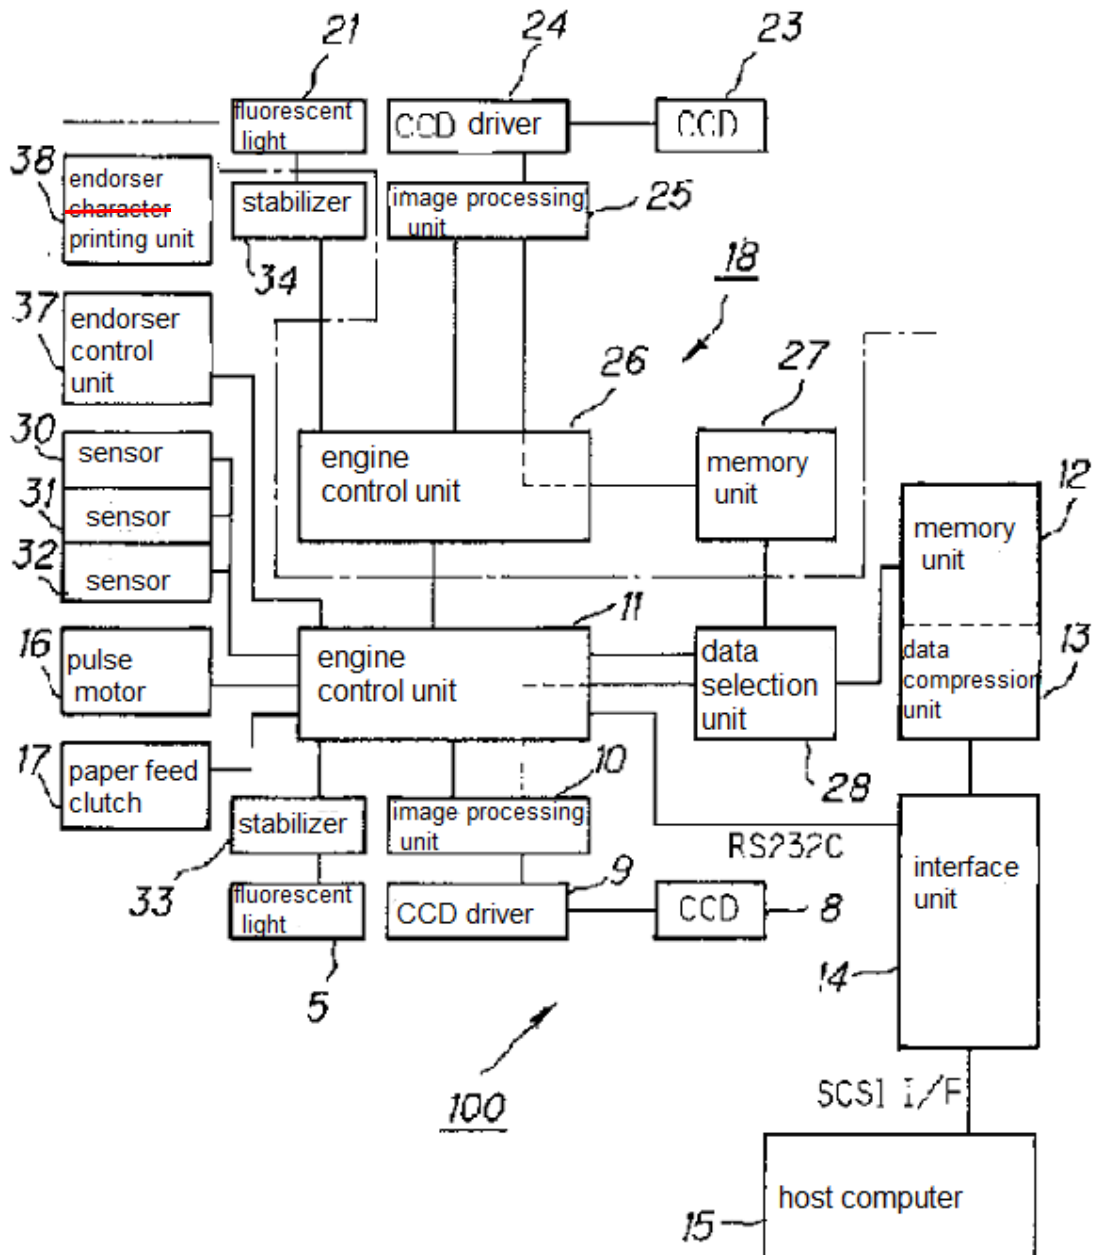 21
24
23
fluorescent
light
CCD driver
CCD
38
endorser
character
printing unit
stabilizer
34
image processing
unit
25
18
37
endorser
control
unit
26
27
30
sensor
31
sensor
32
sensor
engine
control unit
memory
unit
12
memory
unit
11
16
pulse
motor
engine
control unit
data
selection
unit
data
compression
unit
13
17
paper feed
clutch
10
28
stabilizer
33
image processing
unit
RS232C
interface
unit
fluorescent
light
CCD driver
9
CCD
8
14
5
100
SCSI I/F
15
host computer